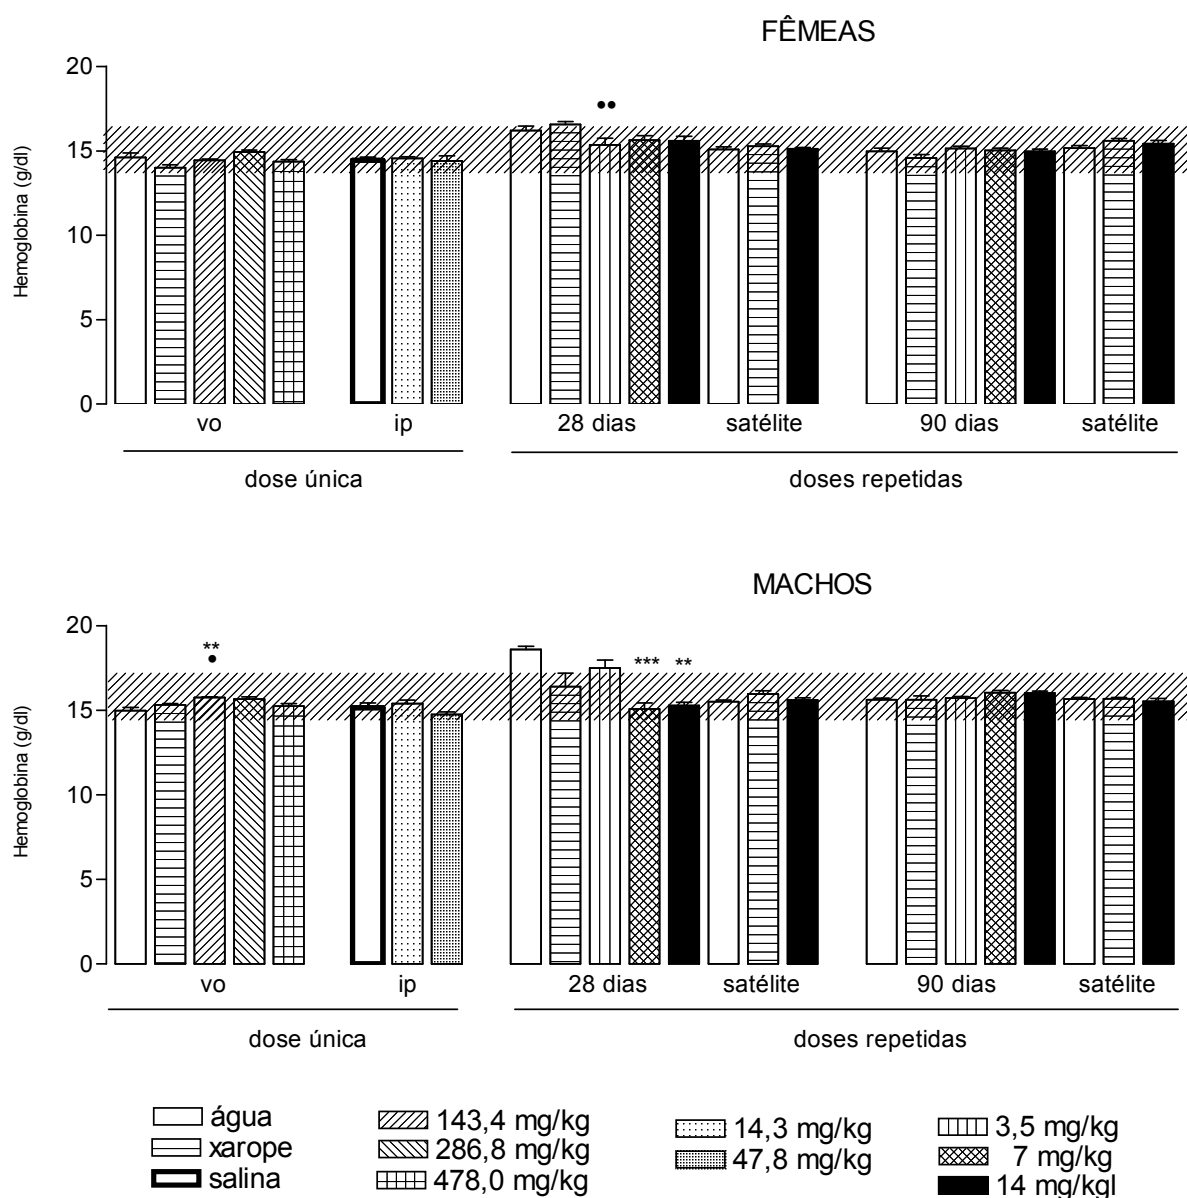 FÊMEAS
20
15
10
5
0
Hemoglobina (g/dl)
••
vo
ip
28 dias
satélite
90 dias
satélite
dose única
doses repetidas
MACHOS
20
15
10
5
0
Hemoglobina (g/dl)
**
•
***
**
vo
ip
28 dias
satélite
90 dias
satélite
dose única
doses repetidas
água
xarope
salina
143,4 mg/kg
286,8 mg/kg
478,0 mg/kg
14,3 mg/kg
47,8 mg/kg
3,5 mg/kg
7 mg/kg
14 mg/kgl